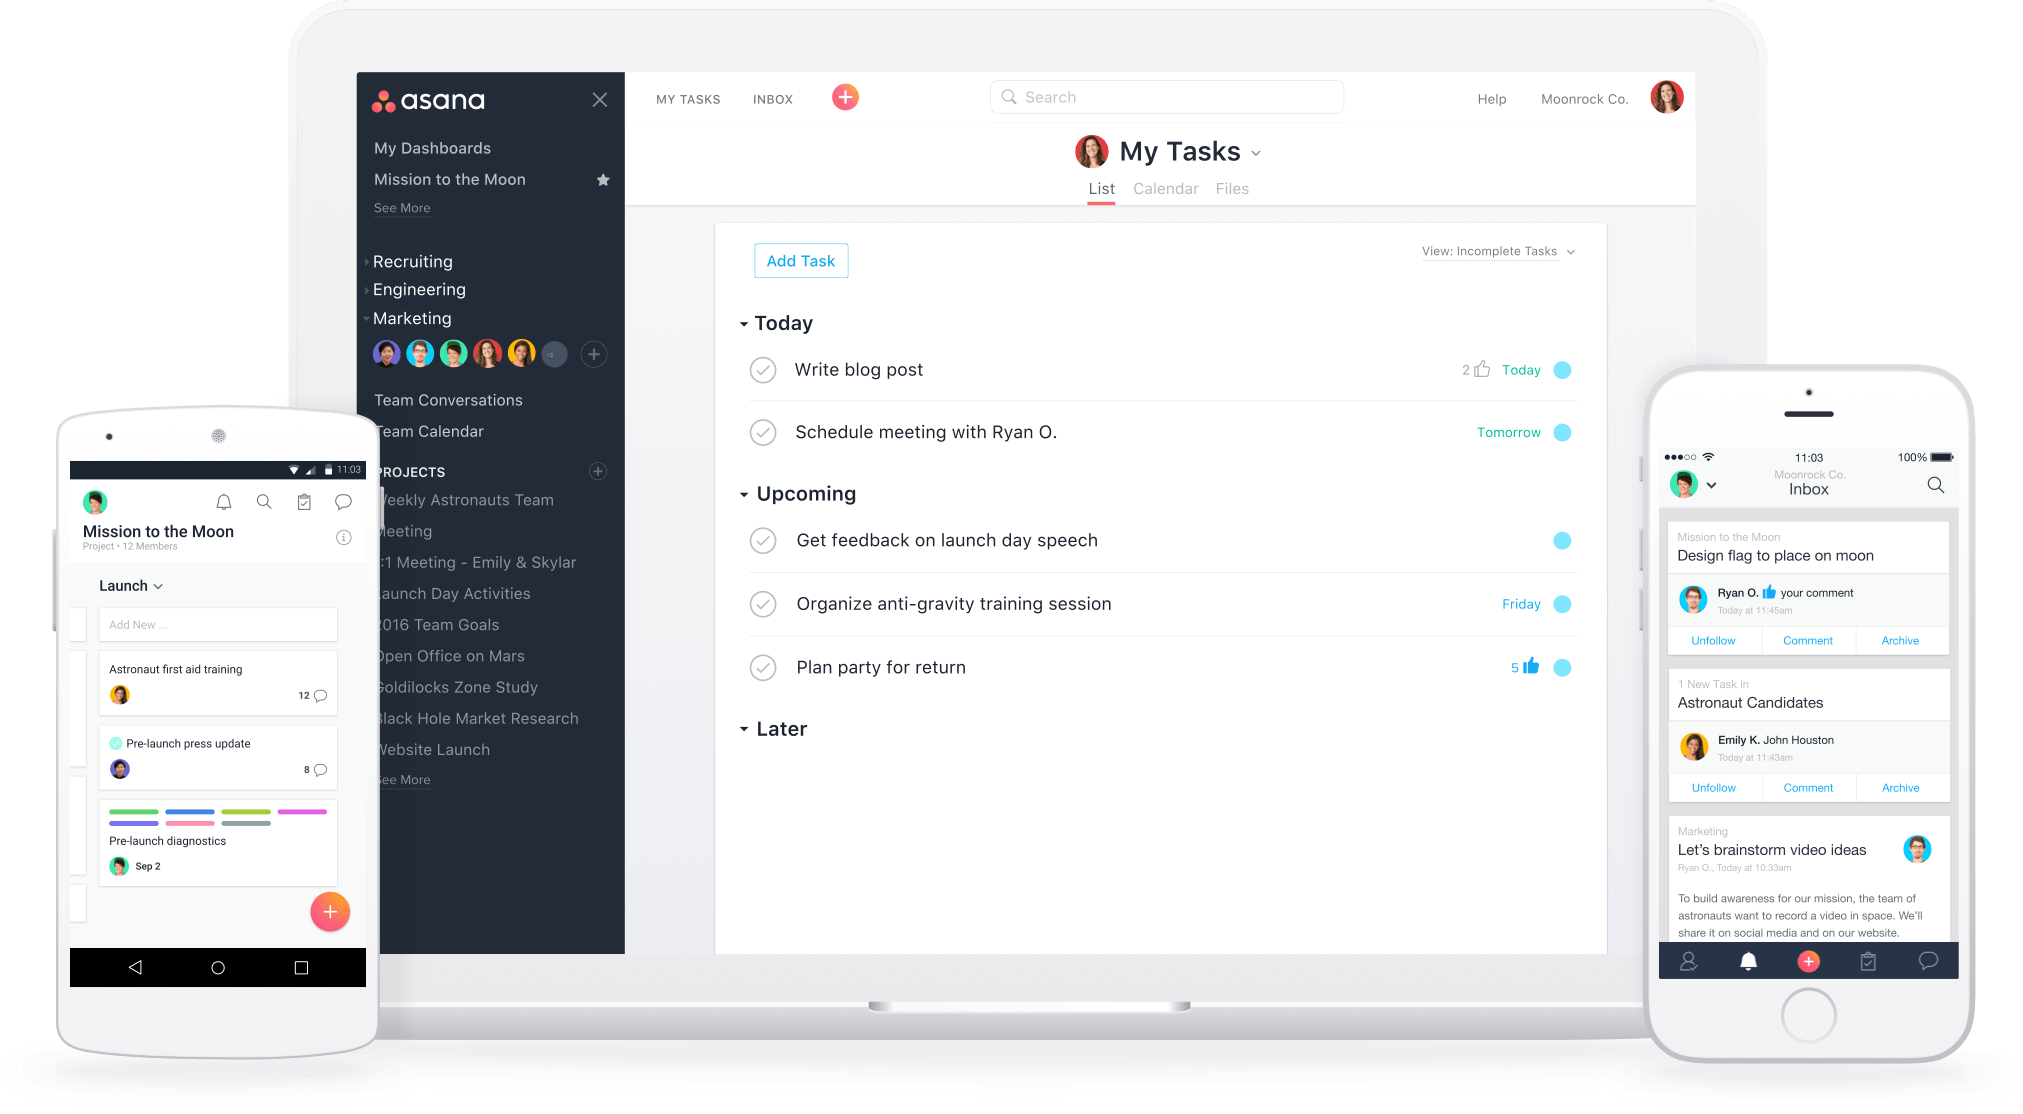 asana
My Dashboards
Mission to the Moon
See More
Recruiting
Engineering
Marketing
Team Conversations
Team Calendar
PROJECTS
Weekly Astronauts Team
Meeting
1:1 Meeting - Emily & Skylar
Launch Day Activities
2016 Team Goals
Open Office on Mars
Goldilocks Zone Study
Black Hole Market Research
Website Launch
See More
MY TASKS INBOX
Search
Help Moonrock Co.
My Tasks
List Calendar Files
Add Task
View: Incomplete Tasks
Today
Write blog post 2 Today
Schedule meeting with Ryan O. Tomorrow
Upcoming
Get feedback on launch day speech
Organize anti-gravity training session Friday
Plan party for return 5
Later
11:03
Mission to the Moon
Project • 12 Members
Launch
Add New ...
Astronaut first aid training
12
Pre-launch press update
8
Pre-launch diagnostics
Sep 2
11:03 100%
Moonrock Co.
Inbox
Mission to the Moon
Design flag to place on moon
Ryan O. your comment
Today at 11:45am
Unfollow Comment Archive
1 New Task in
Astronaut Candidates
Emily K. John Houston
Today at 11:43am
Unfollow Comment Archive
Marketing
Let's brainstorm video ideas
Ryan O., Today at 10:33am
To build awareness for our mission, the team of
astronauts want to record a video in space. We'll
share it on social media and on our website.